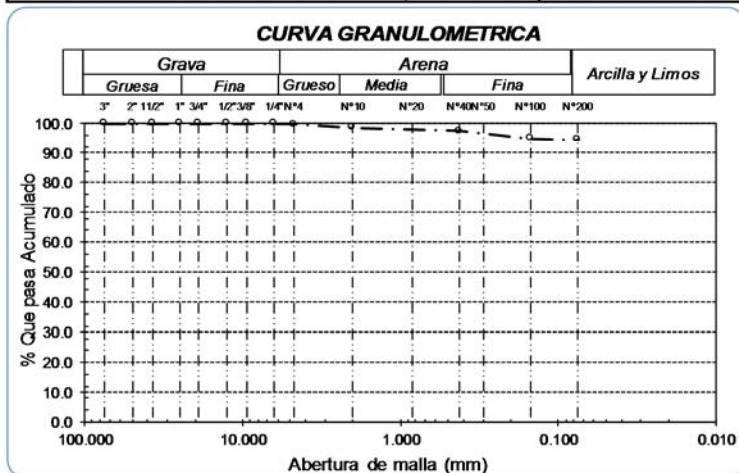 CURVA GRANULOMETRICA
Grava Arena Arcilla y Limos
Gruesa Fina Grueso Media Fina
3" 2" 11/2" 1" 3/4" 1/2" 3/8" 1/4" N°4 N°10 N°20 N°40 N°50 N°100 N°200
% Que pasa Acumulado
100.0
90.0
80.0
70.0
60.0
50.0
40.0
30.0
20.0
10.0
0.0
100.000 10.000 1.000 0.100 0.010
Abertura de malla (mm)